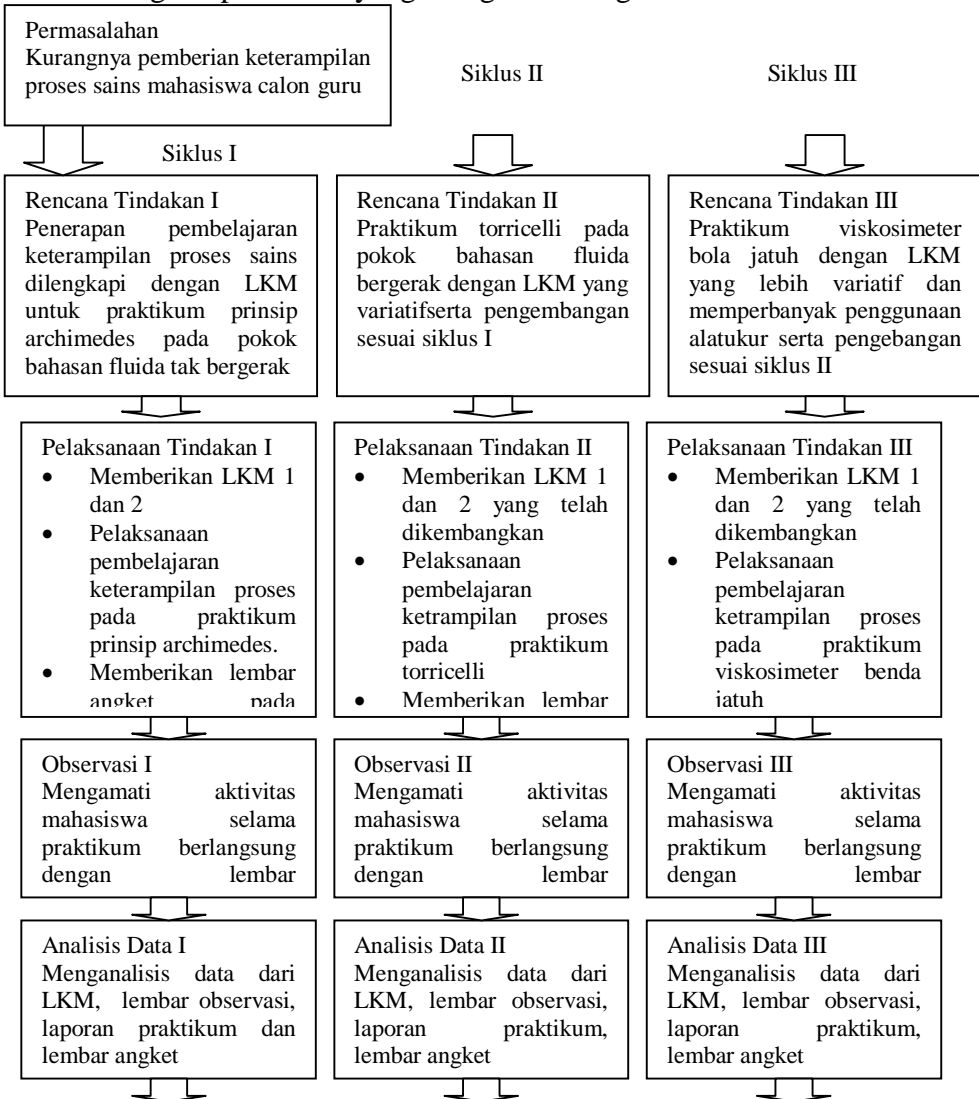 Permasalahan
Kurangnya pemberian keterampilan
proses sains mahasiswa calon guru
Siklus I
Rencana Tindakan I
Penerapan pembelajaran
keterampilan proses sains
dilengkapi dengan LKM
untuk praktikum prinsip
archimedes pada pokok
bahasan fluida tak bergerak
Pelaksanaan Tindakan I
• Memberikan LKM 1
dan 2
• Pelaksanaan
pembelajaran
keterampilan proses
pada praktikum
prinsip archimedes.
• Memberikan lembar
angket pada
Observasi I
Mengamati aktivitas
mahasiswa selama
praktikum berlangsung
dengan lembar
Analisis Data I
Menganalisis data dari
LKM, lembar observasi,
laporan praktikum dan
lembar angket
Siklus II
Rencana Tindakan II
Praktikum torricelli pada
pokok bahasan fluida
bergerak dengan LKM yang
variatifserta pengembangan
sesuai siklus I
Pelaksanaan Tindakan II
• Memberikan LKM 1
dan 2 yang telah
dikembangkan
• Pelaksanaan
pembelajaran
ketrampilan proses
pada praktikum
torricelli
• Memberikan lembar
Observasi II
Mengamati aktivitas
mahasiswa selama
praktikum berlangsung
dengan lembar
Analisis Data II
Menganalisis data dari
LKM, lembar observasi,
laporan praktikum,
lembar angket
Siklus III
Rencana Tindakan III
Praktikum viskosimeter
bola jatuh dengan LKM
yang lebih variatif dan
memperbanyak penggunaan
alatukur serta pengebangan
sesuai siklus II
Pelaksanaan Tindakan III
• Memberikan LKM 1
dan 2 yang telah
dikembangkan
• Pelaksanaan
pembelajaran
ketrampilan proses
pada praktikum
viskosimeter benda
jatuh
Observasi III
Mengamati aktivitas
mahasiswa selama
praktikum berlangsung
dengan lembar
Analisis Data III
Menganalisis data dari
LKM, lembar observasi,
laporan praktikum,
lembar angket